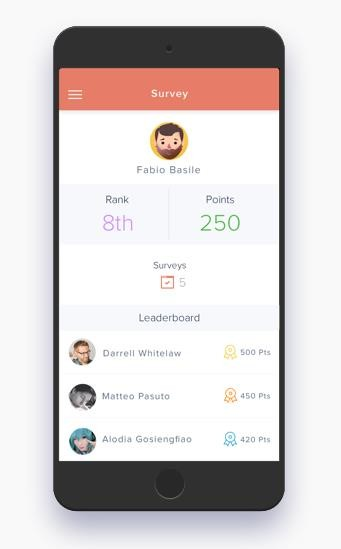 Survey
Fabio Basile
Rank
Points
8th
250
Surveys
5
Leaderboard
Darrell Whitelaw
500 Pts
Matteo Pasuto
450 Pts
Alodia Gosiengfiao
420 Pts